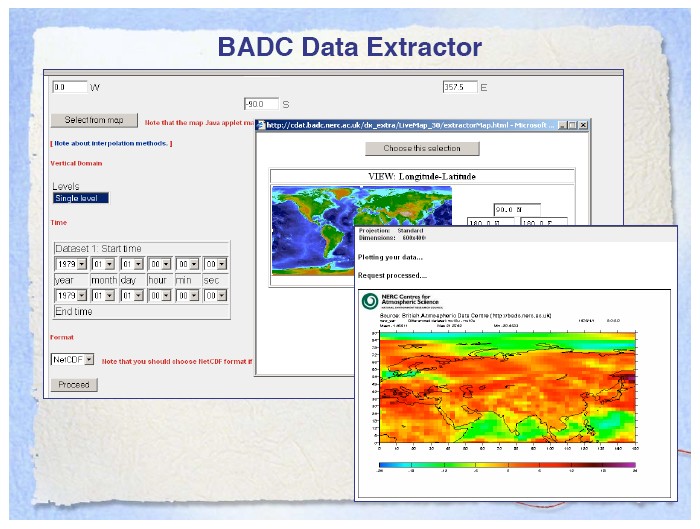 BADC Data Extractor
0.0 W
357.5 E
-90.0 S
Select from map
Note that the map Java applet ma
[ Note about interpolation methods. ]
Vertical Domain
Levels
Single level
Time
Dataset 1: Start time
1979 01 01 00 00 00
year month day hour min sec
1979 01 01 00 00 00
End time
Format
NetCDF
Note that you should choose NetCDF format if
Proceed
http://cdat.badc.nerc.ac.uk/dx_extra/LiveMap_30/extractorMap.html - Microsoft ...
Choose this selection
VIEW: Longitude-Latitude
90.0 N
180.0 W 180.0 E
Projection: Standard
Dimensions: 600x400
Plotting your data...
Request processed...
NERC Centres for
Atmospheric Science
Source: British Atmospheric Data Centre (http://badc.nerc.ac.uk)